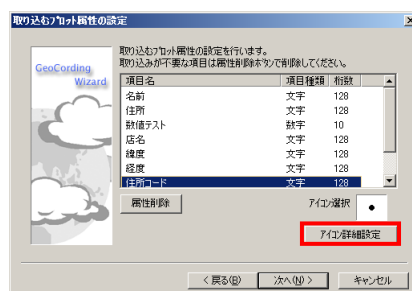 取り込むプロット属性の設定
GeoCording
Wizard
取り込むプロット属性の設定を行います。
取り込みが不要な項目は属性削除ボタンで削除してください。
項目名 項目種類 桁数
名前 文字 128
住所 文字 128
数値テスト 数字 10
店名 文字 128
緯度 文字 128
経度 文字 128
住所コード 文字 128
属性削除 アイコン選択
アイコン詳細設定
< 戻る(B) 次へ(N) > キャンセル